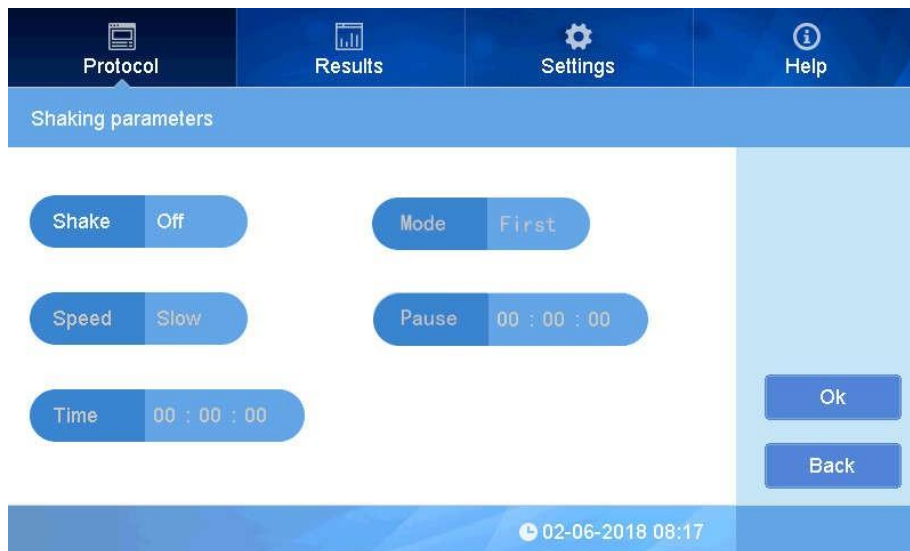 Protocol Results Settings Help
Shaking parameters
Shake Off Mode First
Speed Slow Pause 00 : 00 : 00
Time 00 : 00 : 00
Ok
Back
02-06-2018 08:17